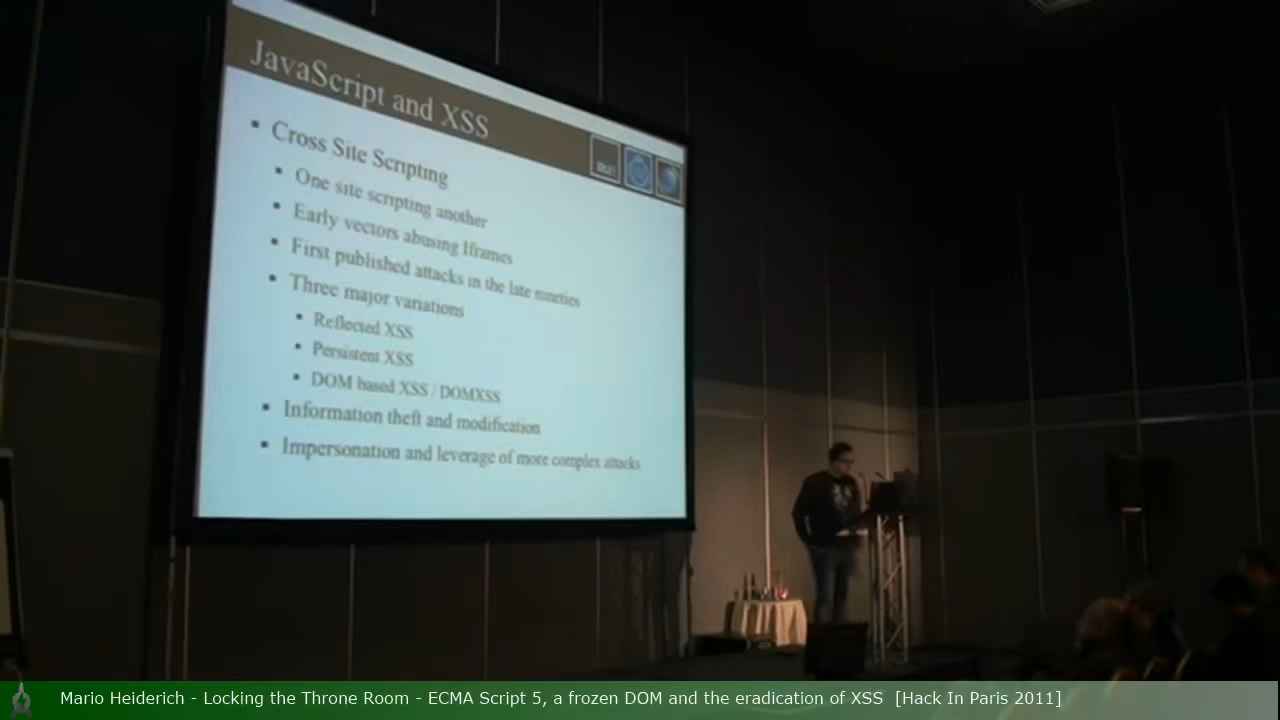 JavaScript and XSS
Cross Site Scripting
One site scripting another
Early vectors abusing Iframes
First published attacks in the late nineties
Three major variations
Reflected XSS
Persistent XSS
DOM based XSS / DOMXSS
Information theft and modification
Impersonation and leverage of more complex attacks
Mario Heiderich - Locking the Throne Room - ECMA Script 5, a frozen DOM and the eradication of XSS [Hack In Paris 2011]